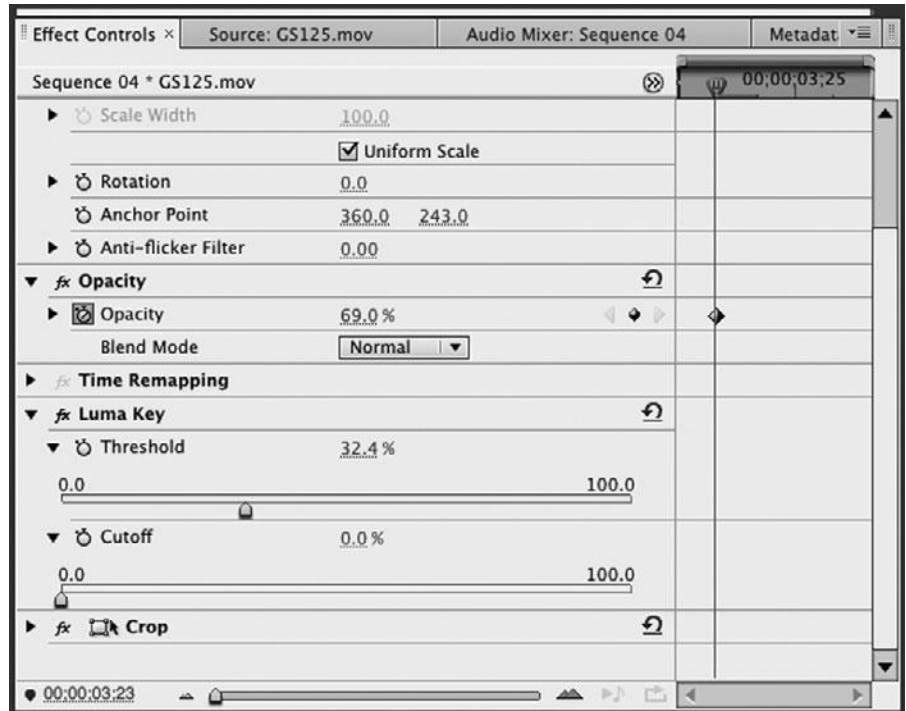 Effect Controls × Source: GS125.mov Audio Mixer: Sequence 04 Metadat
Sequence 04 * GS125.mov 00;00;03;25
Scale Width 100.0
Uniform Scale
Rotation 0.0
Anchor Point 360.0 243.0
Anti-flicker Filter 0.00
fx Opacity
Opacity 69.0 %
Blend Mode Normal
fx Time Remapping
fx Luma Key
Threshold 32.4 %
0.0 100.0
Cutoff 0.0 %
0.0 100.0
fx Crop
00;00;03;23